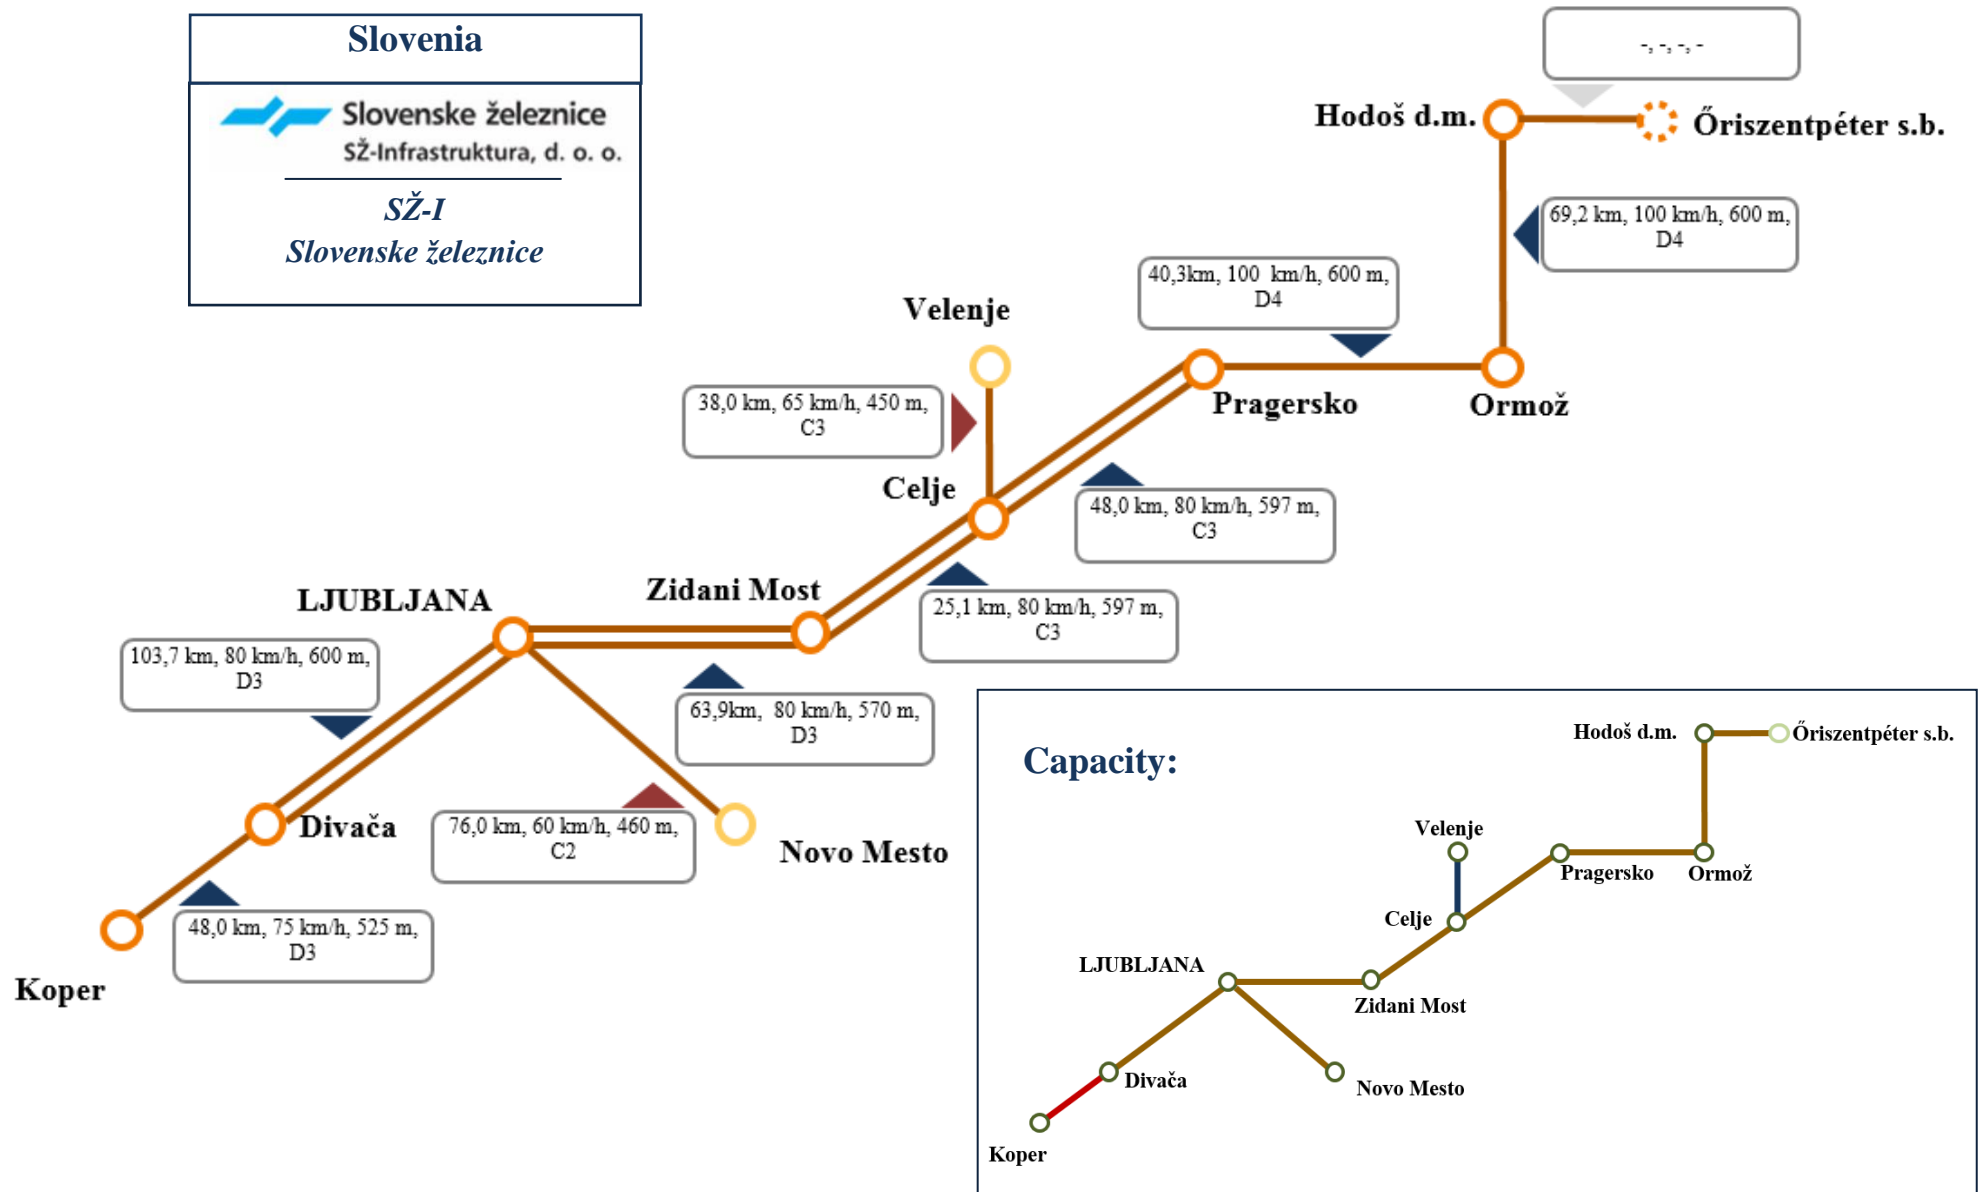 Slovenia
Slovenske železnice
SŽ-Infrastruktura, d. o. o.
SŽ-I
Slovenske železnice
-, -, -, -
Hodoš d.m.
Őriszentpéter s.b.
69,2 km, 100 km/h, 600 m,
D4
40,3km, 100  km/h, 600 m,
D4
Velenje
38,0 km, 65 km/h, 450 m,
C3
Pragersko
Ormož
Celje
48,0 km, 80 km/h, 597 m,
C3
Zidani Most
LJUBLJANA
25,1 km, 80 km/h, 597 m,
C3
103,7 km, 80 km/h, 600 m,
D3
63,9km,  80 km/h, 570 m,
D3
Divača
76,0 km, 60 km/h, 460 m,
C2
Novo Mesto
48,0 km, 75 km/h, 525 m,
D3
Koper
Capacity:
Hodoš d.m.
Őriszentpéter s.b.
Velenje
Pragersko
Ormož
Celje
LJUBLJANA
Zidani Most
Divača
Novo Mesto
Koper